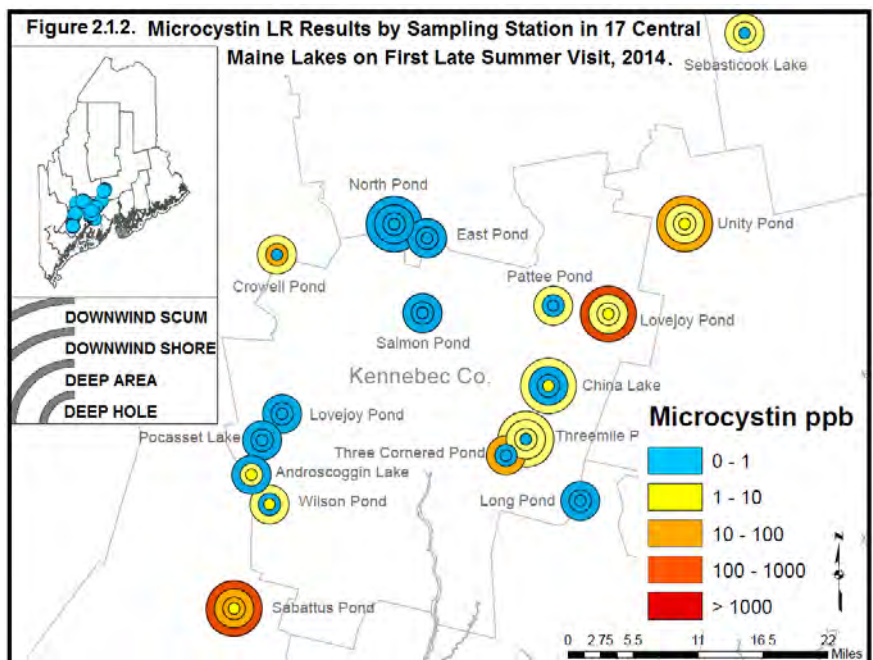 Figure 2.1.2. Microcystin LR Results by Sampling Station in 17 Central
Maine Lakes on First Late Summer Visit, 2014.
Sebasticook Lake
North Pond
East Pond
Unity Pond
Crowell Pond
Pattee Pond
Lovejoy Pond
Salmon Pond
DOWNWIND SCUM
DOWNWIND SHORE
DEEP AREA
DEEP HOLE
Kennebec Co.
China Lake
Lovejoy Pond
Pocasset Lake
Threemile P
Three Cornered Pond
Androscoggin Lake
Wilson Pond
Long Pond
Sabattus Pond
Microcystin ppb
0 - 1
1 - 10
10 - 100
100 - 1000
> 1000
N
0 2.75 5.5 11 16.5 22
Miles